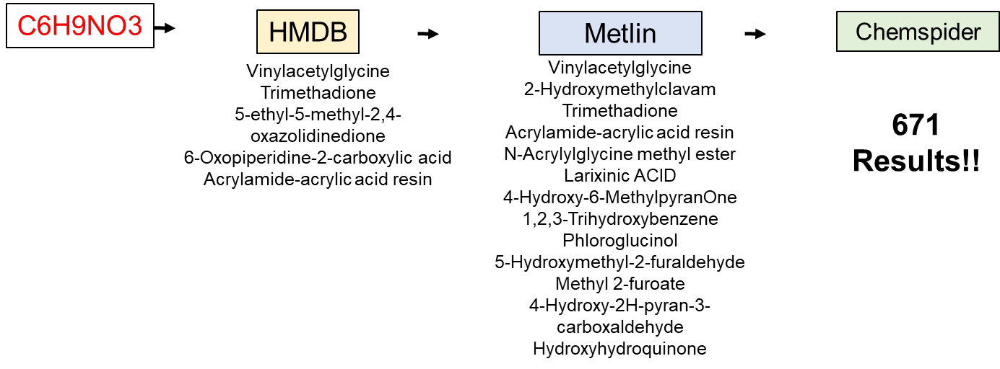 C6H9NO3
HMDB
Vinylacetylglycine
Trimethadione
5-ethyl-5-methyl-2,4-
oxazolidinedione
6-Oxopiperidine-2-carboxylic acid
Acrylamide-acrylic acid resin
Metlin
Vinylacetylglycine
2-Hydroxymethylclavam
Trimethadione
Acrylamide-acrylic acid resin
N-Acrylylglycine methyl ester
Larixinic ACID
4-Hydroxy-6-MethylpyranOne
1,2,3-Trihydroxybenzene
Phloroglucinol
5-Hydroxymethyl-2-furaldehyde
Methyl 2-furoate
4-Hydroxy-2H-pyran-3-
carboxaldehyde
Hydroxyhydroquinone
Chemspider
671
Results!!